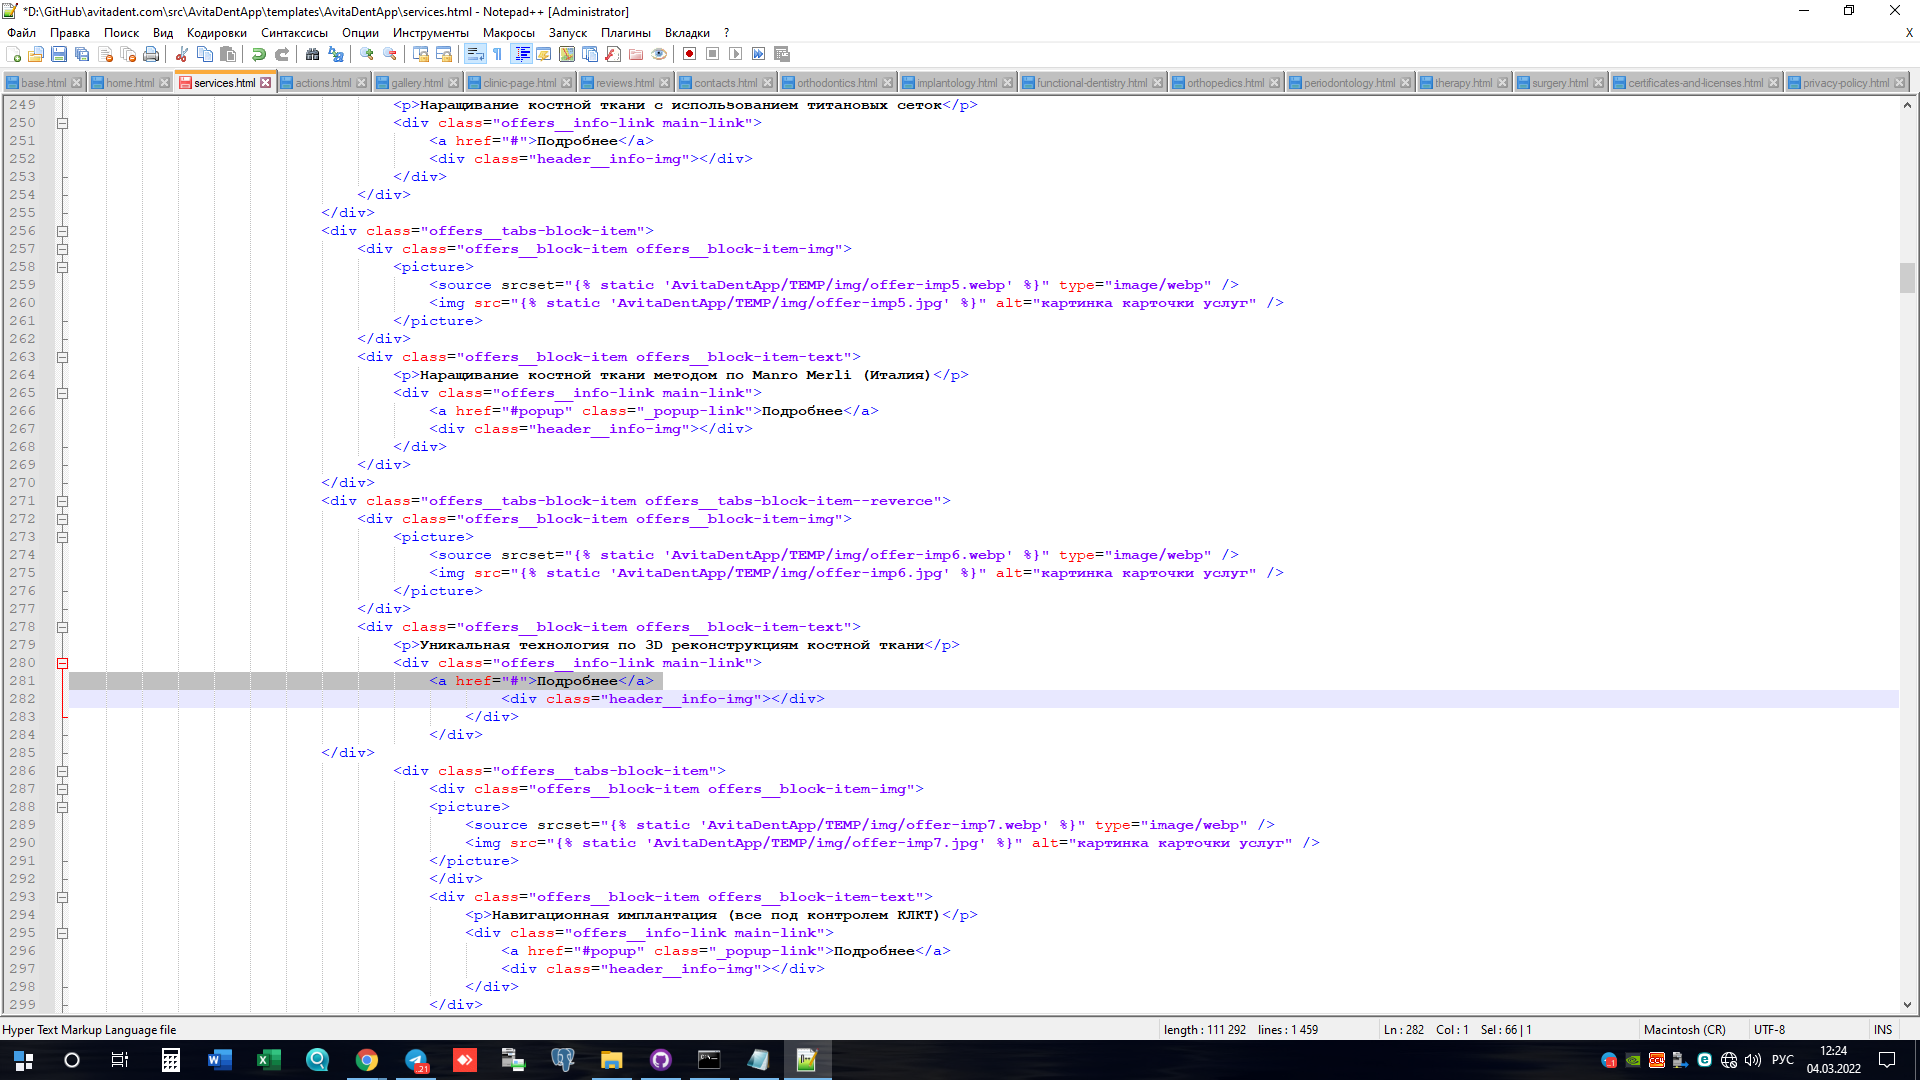 *D:\GitHub\avitadent.com\src\AvitaDentApp\templates\AvitaDentApp\services.html - Notepad++ [Administrator]
Файл Правка Поиск Вид Кодировки Синтаксисы Опции Инструменты Макросы Запуск Плагины Вкладки ? X
base.html home.html services.html actions.html gallery.html clinic-page.html reviews.html contacts.html orthodontics.html implantology.html functional-dentistry.html orthopedics.html periodontology.html therapy.html surgery.html certificates-and-licenses.html privacy-policy.html
249 <p>Наращивание костной ткани с использованием титановых сеток</p>
250 <div class="offers__info-link main-link">
251 <a href="#">Подробнее</a>
252 <div class="header__info-img"></div>
253 </div>
254 </div>
255 </div>
256 <div class="offers__tabs-block-item">
257 <div class="offers__block-item offers__block-item-img">
258 <picture>
259 <source srcset="{% static 'AvitaDentApp/TEMP/img/offer-imp5.webp' %}" type="image/webp" />
260 <img src="{% static 'AvitaDentApp/TEMP/img/offer-imp5.jpg' %}" alt="картинка карточки услуг" />
261 </picture>
262 </div>
263 <div class="offers__block-item offers__block-item-text">
264 <p>Наращивание костной ткани методом по Manro Merli (Италия)</p>
265 <div class="offers__info-link main-link">
266 <a href="#popup" class="_popup-link">Подробнее</a>
267 <div class="header__info-img"></div>
268 </div>
269 </div>
270 </div>
271 <div class="offers__tabs-block-item offers__tabs-block-item--reverce">
272 <div class="offers__block-item offers__block-item-img">
273 <picture>
274 <source srcset="{% static 'AvitaDentApp/TEMP/img/offer-imp6.webp' %}" type="image/webp" />
275 <img src="{% static 'AvitaDentApp/TEMP/img/offer-imp6.jpg' %}" alt="картинка карточки услуг" />
276 </picture>
277 </div>
278 <div class="offers__block-item offers__block-item-text">
279 <p>Уникальная технология по 3D реконструкциям костной ткани</p>
280 <div class="offers__info-link main-link">
281 <a href="#">Подробнее</a>
282 <div class="header__info-img"></div>
283 </div>
284 </div>
285 </div>
286 <div class="offers__tabs-block-item">
287 <div class="offers__block-item offers__block-item-img">
288 <picture>
289 <source srcset="{% static 'AvitaDentApp/TEMP/img/offer-imp7.webp' %}" type="image/webp" />
290 <img src="{% static 'AvitaDentApp/TEMP/img/offer-imp7.jpg' %}" alt="картинка карточки услуг" />
291 </picture>
292 </div>
293 <div class="offers__block-item offers__block-item-text">
294 <p>Навигационная имплантация (все под контролем КЛКТ)</p>
295 <div class="offers__info-link main-link">
296 <a href="#popup" class="_popup-link">Подробнее</a>
297 <div class="header__info-img"></div>
298 </div>
299 </div>
Hyper Text Markup Language file length : 111 292 lines : 1 459 Ln : 282 Col : 1 Sel : 66 | 1 Macintosh (CR) UTF-8 INS
21 РУС 12:24
04.03.2022